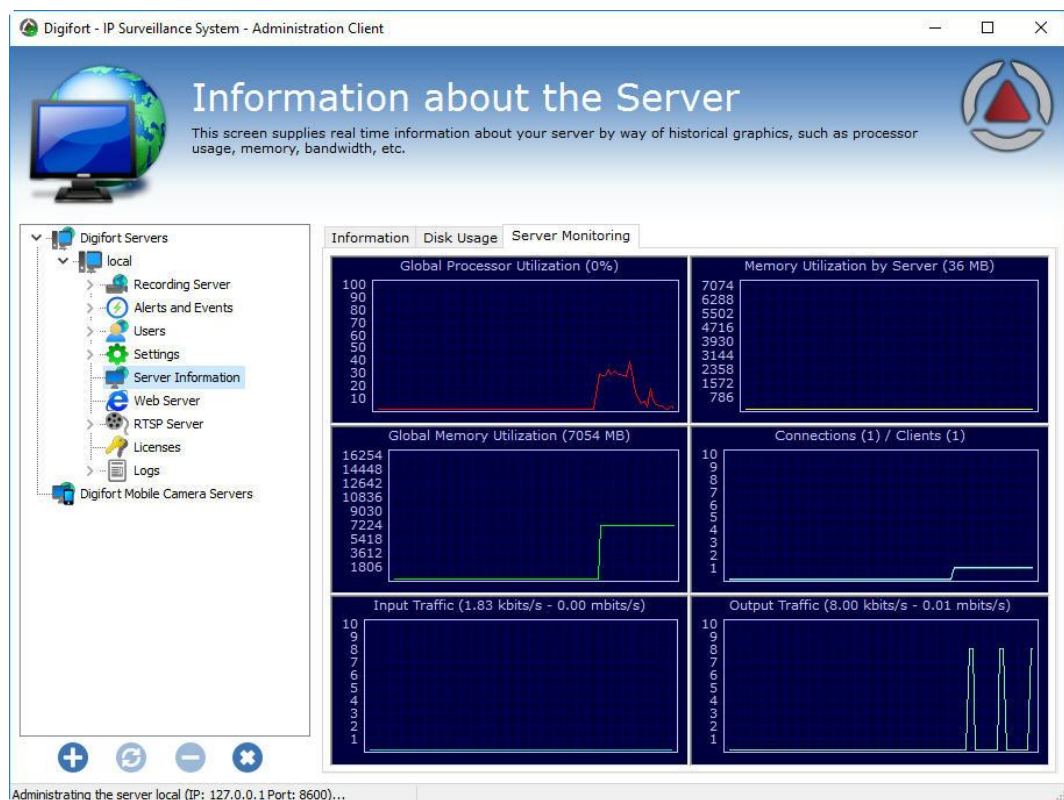 Digifort - IP Surveillance System - Administration Client
Information about the Server
This screen supplies real time information about your server by way of historical graphics, such as processor
usage, memory, bandwidth, etc.
Digifort Servers
local
Recording Server
Alerts and Events
Users
Settings
Server Information
Web Server
RTSP Server
Licenses
Logs
Digifort Mobile Camera Servers
Information Disk Usage Server Monitoring
Global Processor Utilization (0%)
100
90
80
70
60
50
40
30
20
10
Memory Utilization by Server (36 MB)
7074
6288
5502
4716
3930
3144
2358
1572
786
Global Memory Utilization (7054 MB)
16254
14448
12642
10836
9030
7224
5418
3612
1806
Connections (1) / Clients (1)
10
9
8
7
6
5
4
3
2
1
Input Traffic (1.83 kbits/s - 0.00 mbits/s)
10
9
8
7
6
5
4
3
2
1
Output Traffic (8.00 kbits/s - 0.01 mbits/s)
10
9
8
7
6
5
4
3
2
1
Administrating the server local (IP: 127.0.0.1 Port: 8600)...